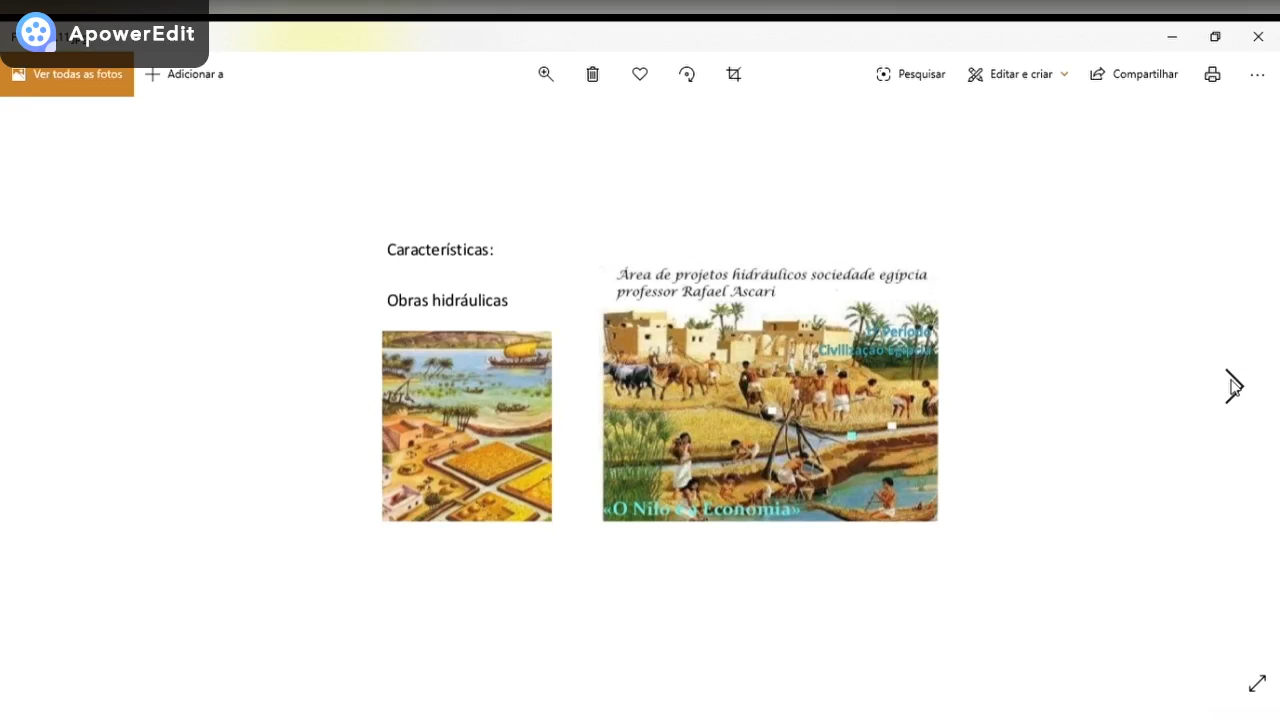 ApowerEdit
Ver todas as fotos
Adicionar a
Pesquisar
Editar e criar
Compartilhar
Características:
Obras hidráulicas
Área de projetos hidráulicos sociedade egípcia
professor Rafael Ascari
Período
Civilização egípcia
«O Nilo e a Economia»